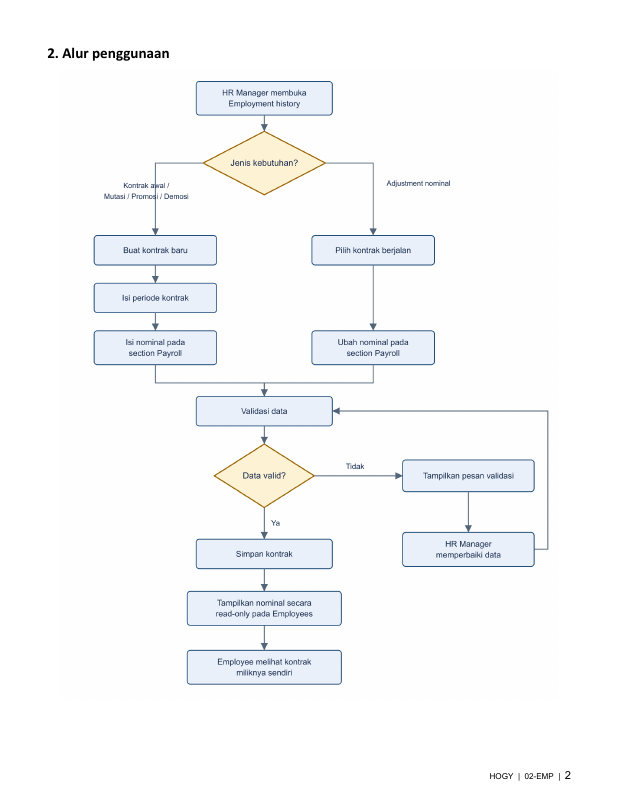 2. Alur penggunaan
HR Manager membuka
Employment history
Jenis kebutuhan?
Kontrak awal /
Mutasi / Promosi / Demosi
Adjustment nominal
Buat kontrak baru
Pilih kontrak berjalan
Isi periode kontrak
Isi nominal pada
section Payroll
Ubah nominal pada
section Payroll
Validasi data
Data valid?
Tidak
Tampilkan pesan validasi
Ya
HR Manager
memperbaiki data
Simpan kontrak
Tampilkan nominal secara
read-only pada Employees
Employee melihat kontrak
miliknya sendiri
HOGY | 02-EMP | 2